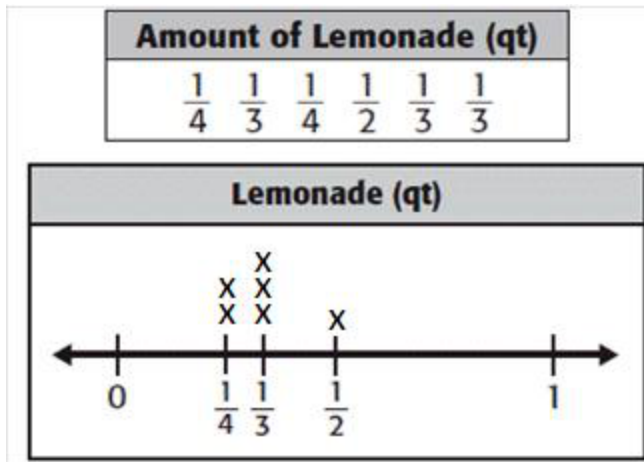 Amount of Lemonade (qt)
1/4 1/3 1/4 1/2 1/3 1/3
Lemonade (qt)
X
X X
X X X
0 1/4 1/3 1/2 1